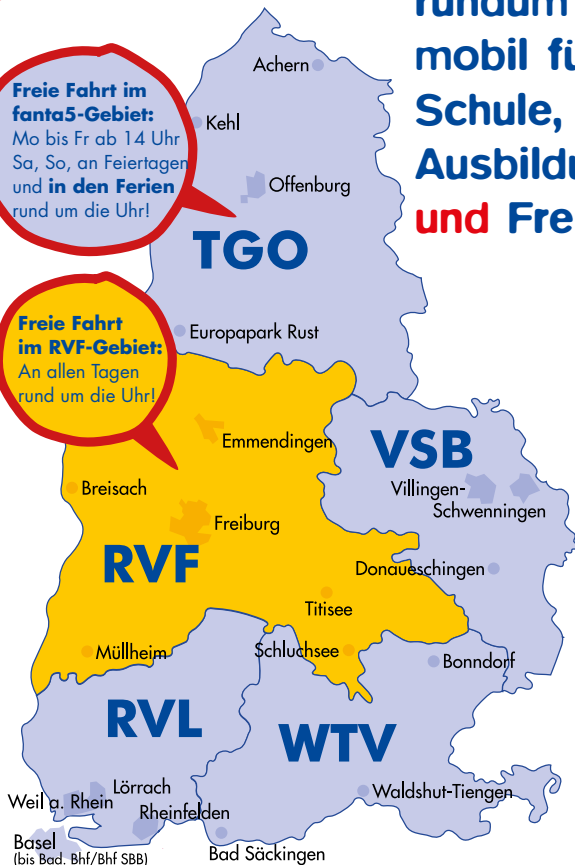 rundum
mobil fü
Schule,
Ausbildu
und Fre
Freie Fahrt im
fanta5-Gebiet:
Mo bis Fr ab 14 Uhr
Sa, So, an Feiertagen
und in den Ferien
rund um die Uhr!
Achern
Kehl
Offenburg
TGO
Europapark Rust
Freie Fahrt
im RVF-Gebiet:
An allen Tagen
rund um die Uhr!
Emmendingen
VSB
Villingen-
Schwenningen
Breisach
Freiburg
RVF
Donaueschingen
Titisee
Müllheim
Schluchsee
Bonndorf
RVL
WTV
Lörrach
Weil a. Rhein
Rheinfelden
Waldshut-Tiengen
Basel
(bis Bad. Bhf/Bhf SBB)
Bad Säckingen